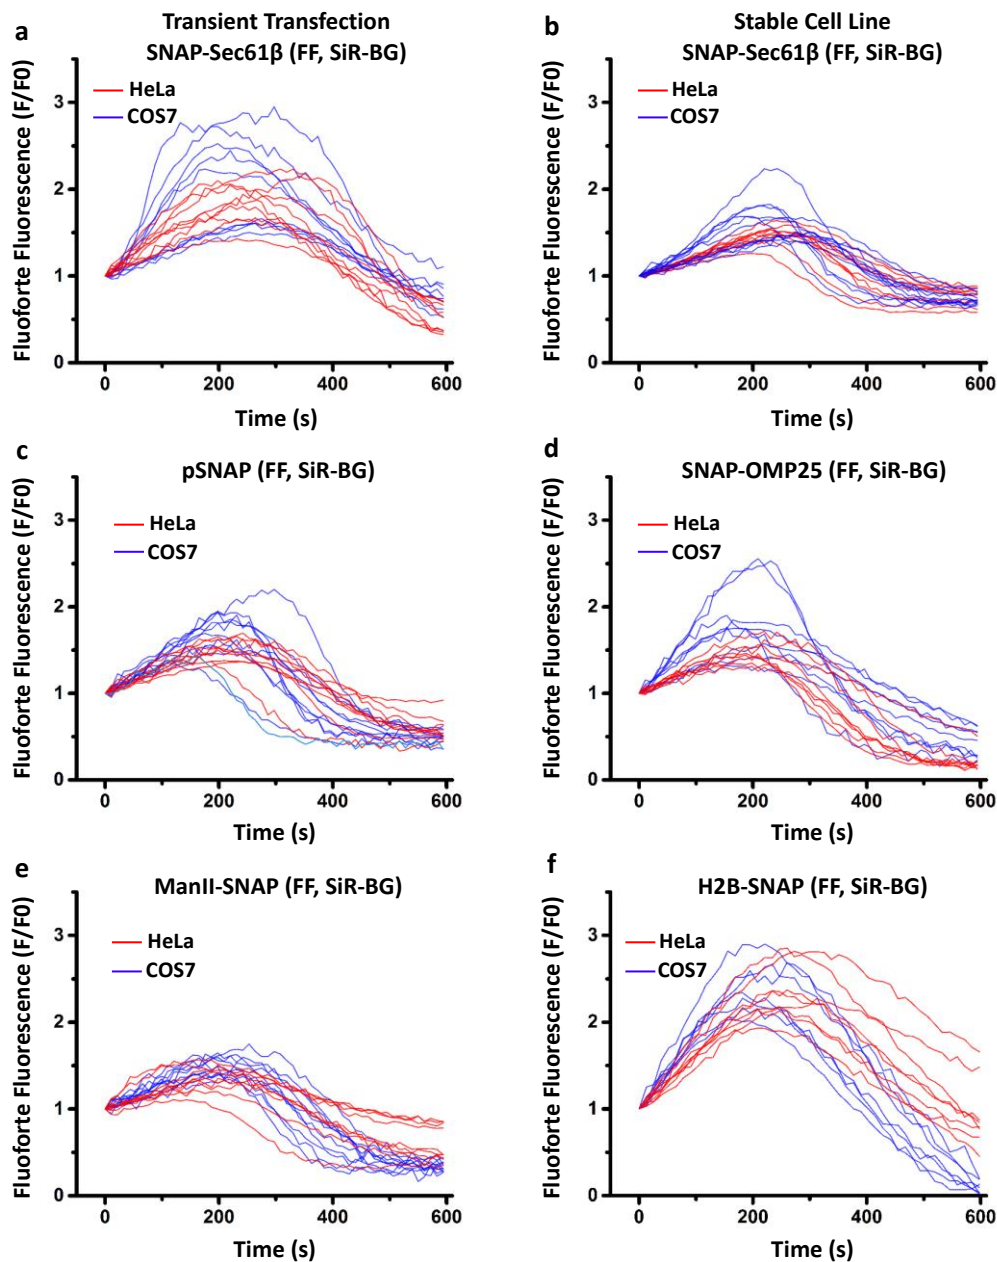 a
Transient Transfection
SNAP-Sec61β (FF, SiR-BG)
Fluoforte Fluorescence (F/F0)
3
2
1
0
HeLa
COS7
0 200 400 600
Time (s)
b
Stable Cell Line
SNAP-Sec61β (FF, SiR-BG)
Fluoforte Fluorescence (F/F0)
3
2
1
0
HeLa
COS7
0 200 400 600
Time (s)
c
pSNAP (FF, SiR-BG)
Fluoforte Fluorescence (F/F0)
3
2
1
0
HeLa
COS7
0 200 400 600
Time (s)
d
SNAP-OMP25 (FF, SiR-BG)
Fluoforte Fluorescence (F/F0)
3
2
1
0
HeLa
COS7
0 200 400 600
Time (s)
e
ManII-SNAP (FF, SiR-BG)
Fluoforte Fluorescence (F/F0)
3
2
1
0
HeLa
COS7
0 200 400 600
Time (s)
f
H2B-SNAP (FF, SiR-BG)
Fluoforte Fluorescence (F/F0)
3
2
1
0
HeLa
COS7
0 200 400 600
Time (s)